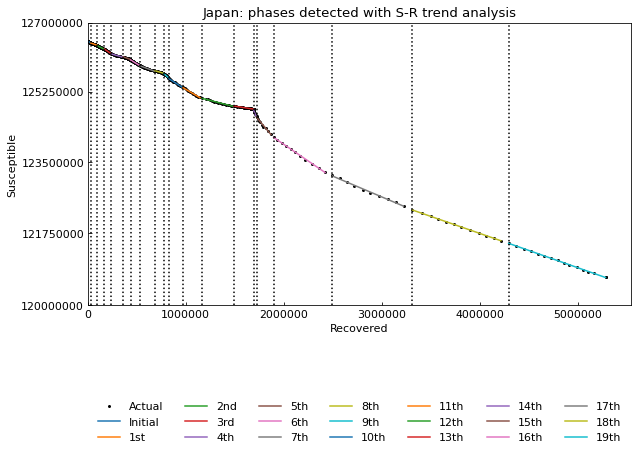 Japan: phases detected with S-R trend analysis
127000000
125250000
123500000
121750000
120000000
Susceptible
0 1000000 2000000 3000000 4000000 5000000
Recovered
Actual 2nd 5th 8th 11th 14th 17th
Initial 3rd 6th 9th 12th 15th 18th
1st 4th 7th 10th 13th 16th 19th